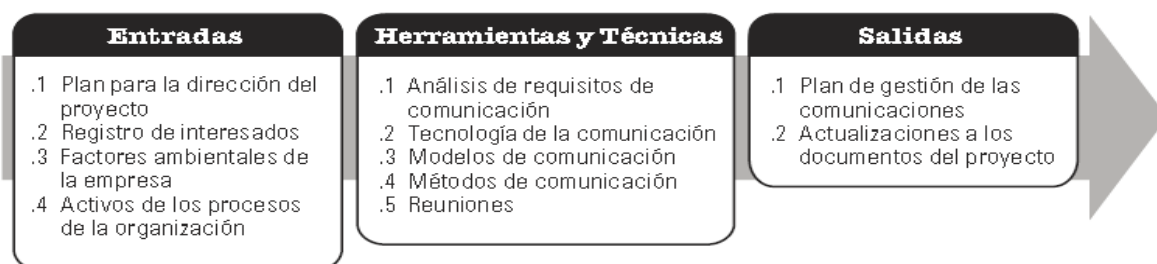 Entradas
.1 Plan para la dirección del
proyecto
.2 Registro de interesados
.3 Factores ambientales de
la empresa
.4 Activos de los procesos
de la organización
Herramientas y Técnicas
.1 Análisis de requisitos de
comunicación
.2 Tecnología de la comunicación
.3 Modelos de comunicación
.4 Métodos de comunicación
.5 Reuniones
Salidas
.1 Plan de gestión de las
comunicaciones
.2 Actualizaciones a los
documentos del proyecto